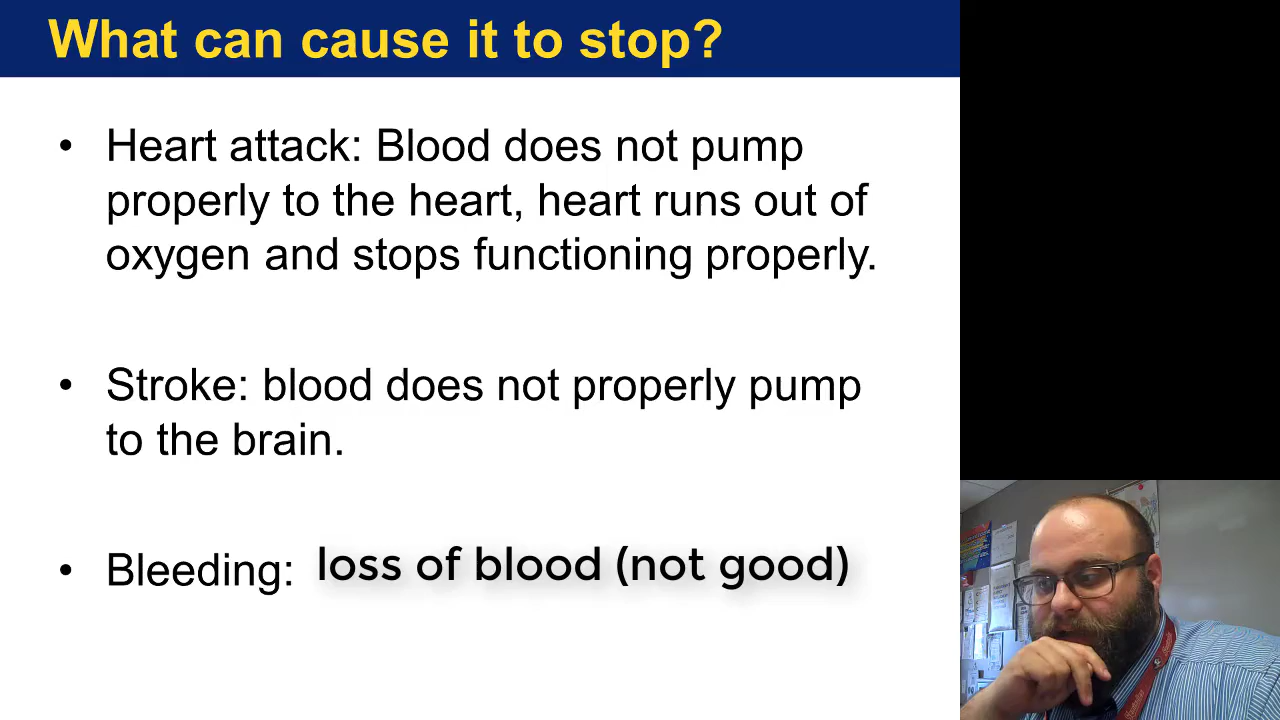 What can cause it to stop?
• Heart attack: Blood does not pump
properly to the heart, heart runs out of
oxygen and stops functioning properly.
• Stroke: blood does not properly pump
to the brain.
• Bleeding: loss of blood (not good)